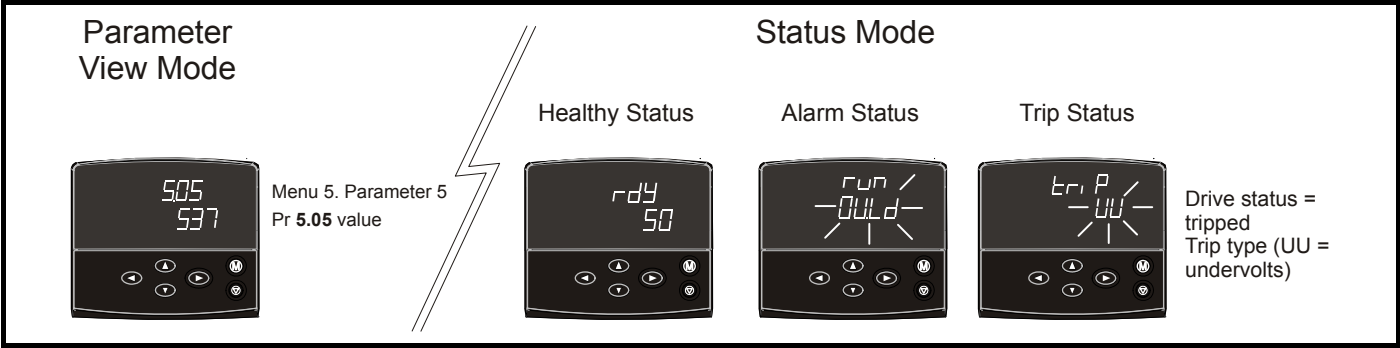 Parameter
View Mode
Status Mode
Healthy Status
Alarm Status
Trip Status
5.05
537
Menu 5. Parameter 5
Pr 5.05 value
rdY
50
run
OVLd
triP
UU
Drive status =
tripped
Trip type (UU =
undervolts)
M
M
M
M